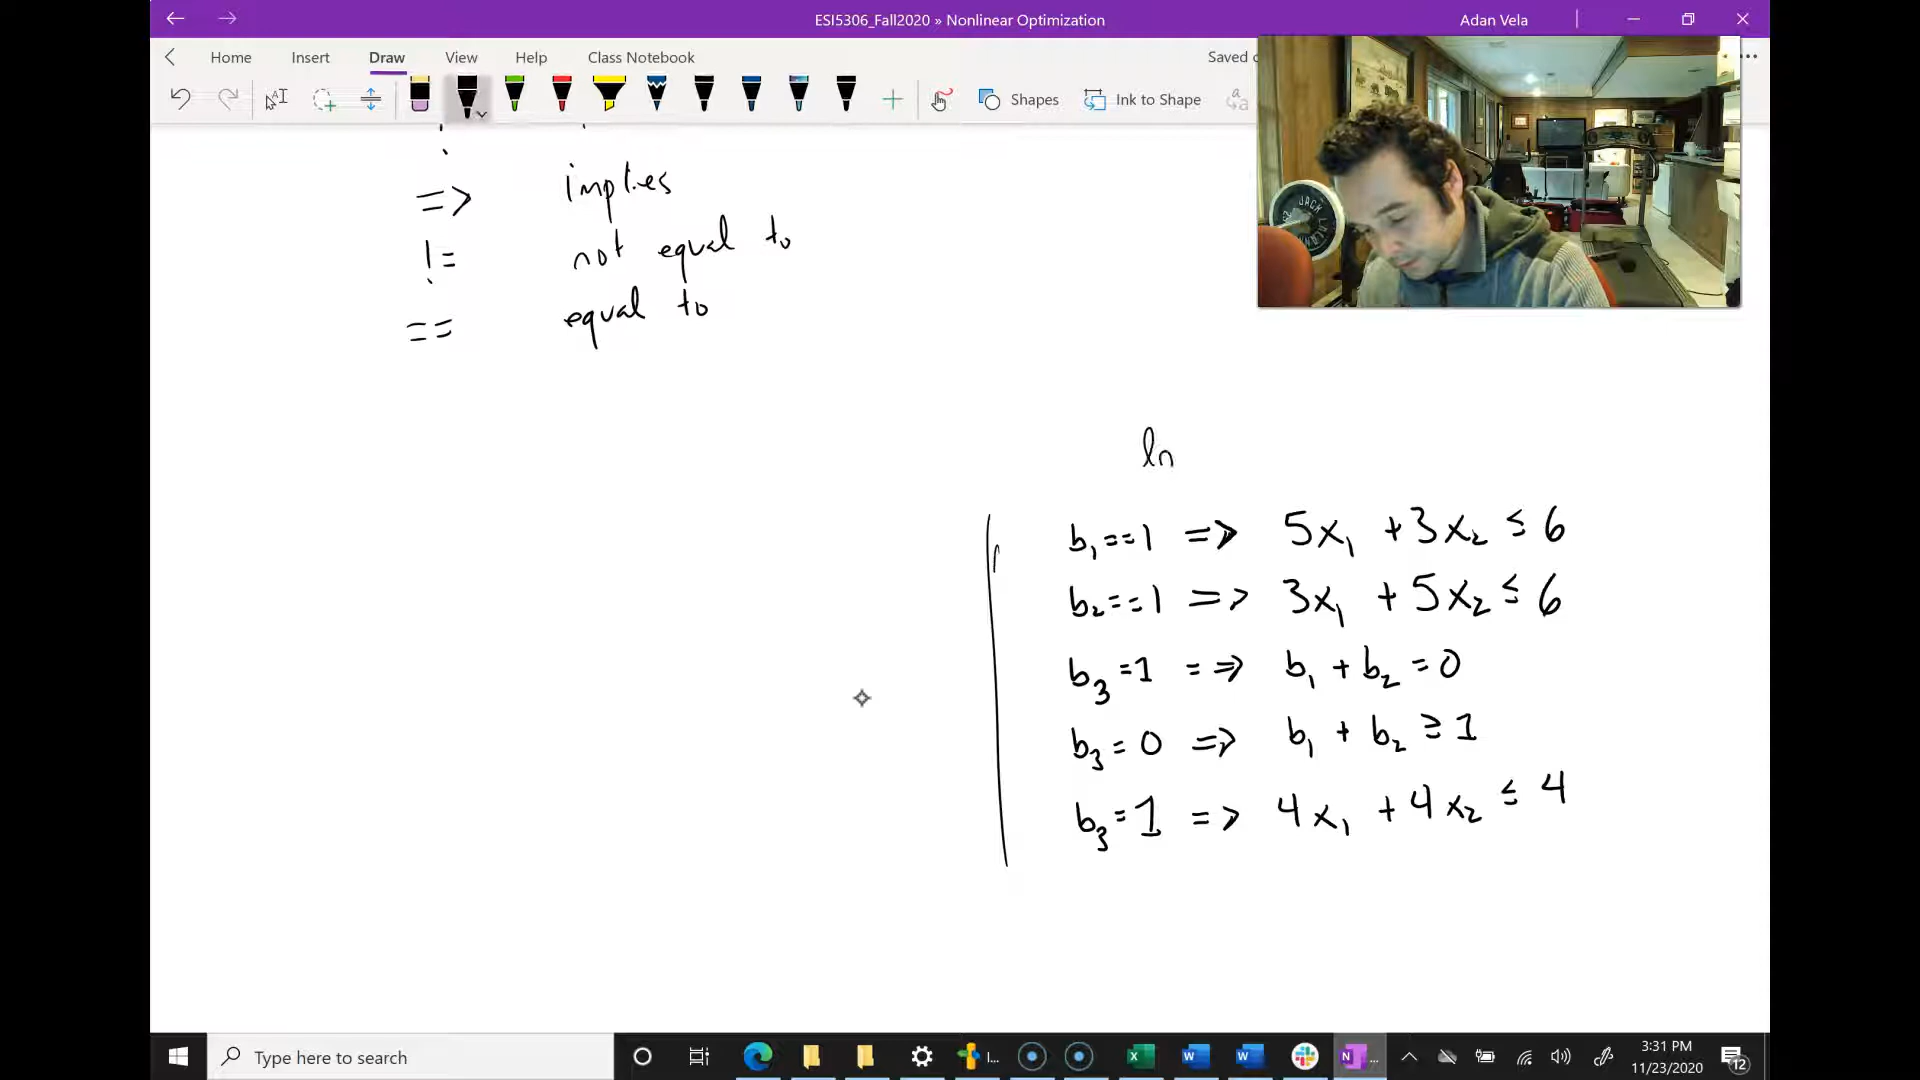 ESI5306_Fall2020 » Nonlinear Optimization
Adan Vela
Home Insert Draw View Help Class Notebook
Saved
Shapes
Ink to Shape
=> implies
!= not equal to
== equal to
ln
b₁==1 => 5x₁ +3x₂ ≤ 6
b₂==1 => 3x₁ + 5x₂ ≤ 6
b₃=1 => b₁ + b₂ = 0
b₃=0 => b₁ + b₂ ≥ 1
b₃=1 => 4x₁ + 4x₂ ≤ 4
Type here to search
I...
3:31 PM
11/23/2020
12